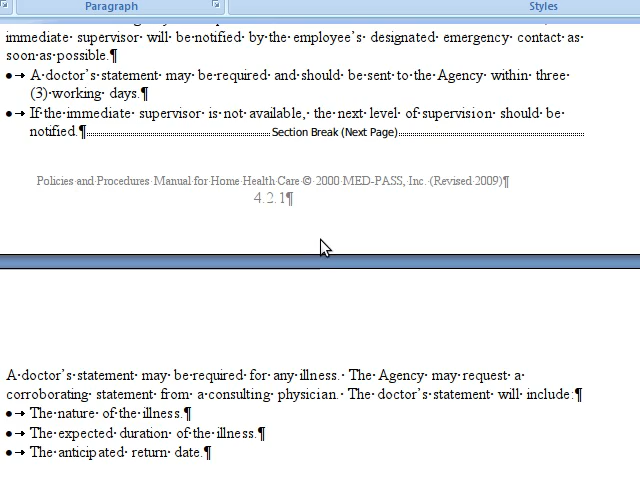 Paragraph
Styles
immediate supervisor will be notified by the employee's designated emergency contact as
soon as possible.¶
●→ A doctor's statement may be required and should be sent to the Agency within three
(3) working days.¶
●→ If the immediate supervisor is not available, the next level of supervision should be
notified.¶ Section Break (Next Page)
Policies and Procedures Manual for Home Health Care © 2000 MED-PASS, Inc. (Revised 2009)¶
4.2.1¶
A doctor's statement may be required for any illness. The Agency may request a
corroborating statement from a consulting physician. The doctor's statement will include:¶
●→ The nature of the illness.¶
●→ The expected duration of the illness.¶
●→ The anticipated return date.¶